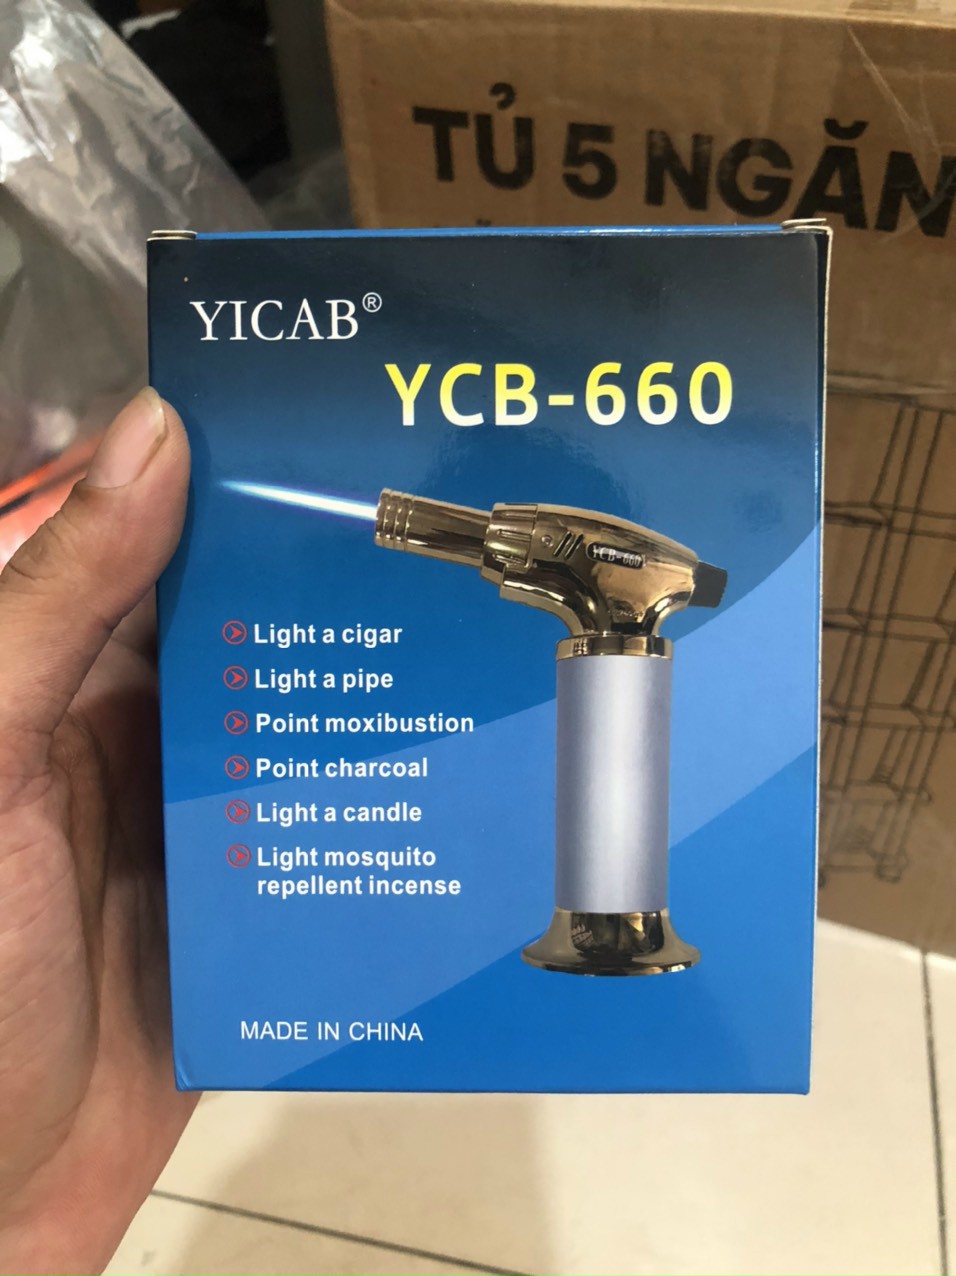 TỦ 5 NGĂN
YICAB®
YCB-660
YCB-660
Light a cigar
Light a pipe
Point moxibustion
Point charcoal
Light a candle
Light mosquito
repellent incense
MADE IN CHINA